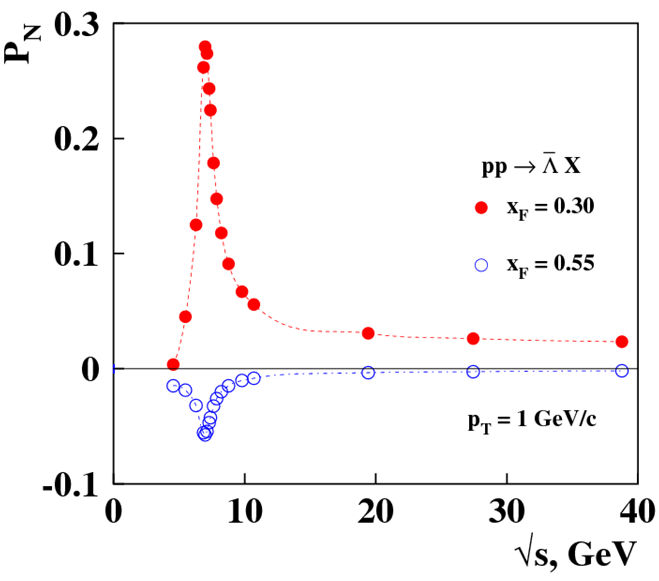 P_N
0.3
0.2
0.1
0
-0.1
pp → Λ̅ X
x_F = 0.30
x_F = 0.55
p_T = 1 GeV/c
0 10 20 30 40
√s, GeV